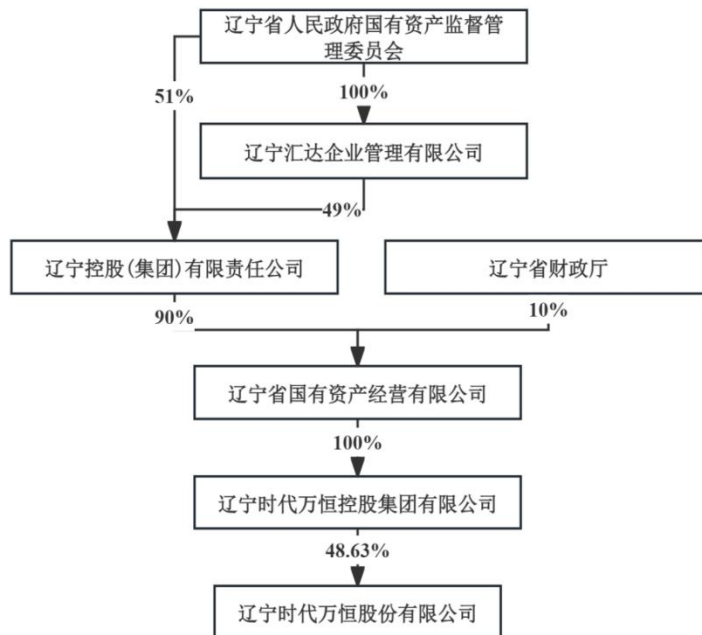 辽宁省人民政府国有资产监督管
理委员会
51%
100%
辽宁汇达企业管理有限公司
49%
辽宁控股(集团)有限责任公司
辽宁省财政厅
90%
10%
辽宁省国有资产经营有限公司
100%
辽宁时代万恒控股集团有限公司
48.63%
辽宁时代万恒股份有限公司